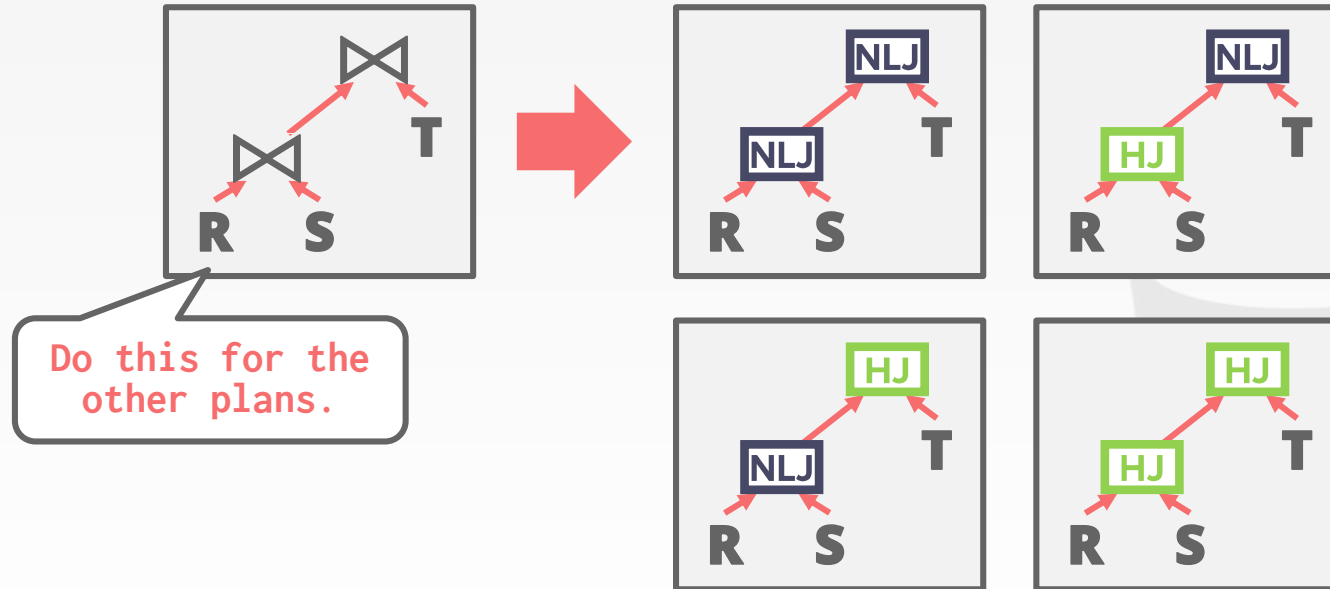 T
R S
Do this for the
other plans.
NLJ
NLJ
T
R S
NLJ
HJ
T
R S
HJ
NLJ
T
R S
HJ
HJ
T
R S